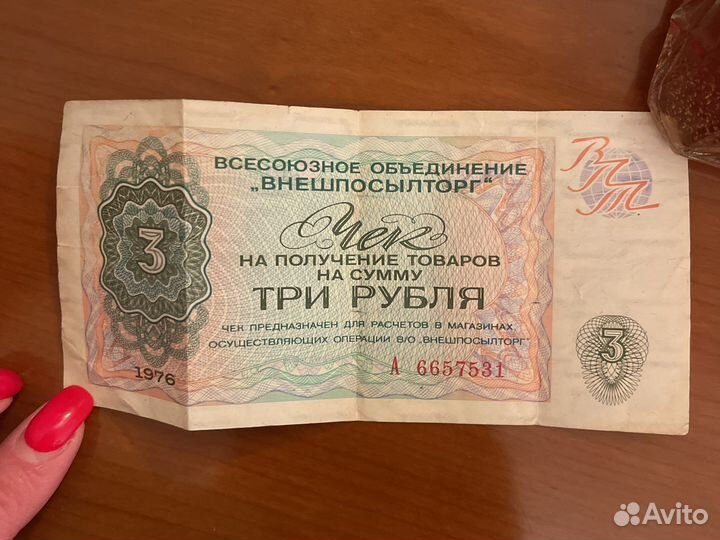 ВСЕСОЮЗНОЕ ОБЪЕДИНЕНИЕ
„ВНЕШПОСЫЛТОРГ“
ВПТ
Чек
НА ПОЛУЧЕНИЕ ТОВАРОВ
НА СУММУ
ТРИ РУБЛЯ
3
3
ЧЕК ПРЕДНАЗНАЧЕН ДЛЯ РАСЧЕТОВ В МАГАЗИНАХ,
ОСУЩЕСТВЛЯЮЩИХ ОПЕРАЦИИ В/О „ВНЕШПОСЫЛТОРГ“
1976
А 6657531
Avito